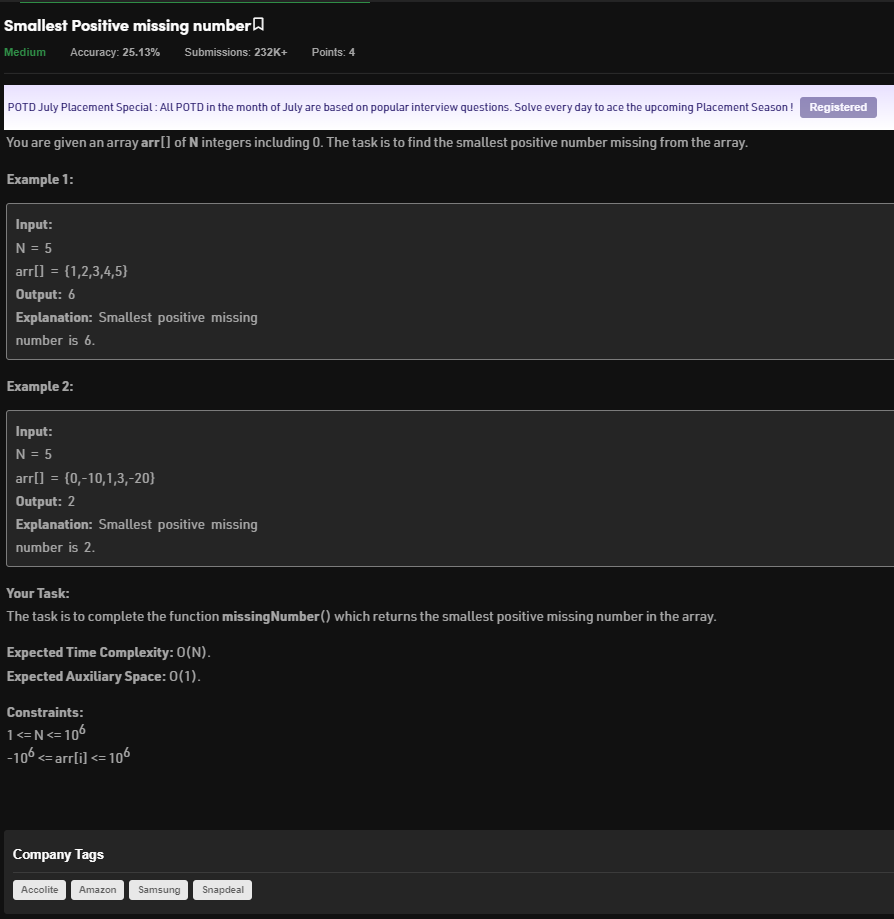 Smallest Positive missing number
Medium Accuracy: 25.13% Submissions: 232K+ Points: 4
POTD July Placement Special : All POTD in the month of July are based on popular interview questions. Solve every day to ace the upcoming Placement Season ! Registered
You are given an array arr[] of N integers including 0. The task is to find the smallest positive number missing from the array.
Example 1:
Input:
N = 5
arr[] = {1,2,3,4,5}
Output: 6
Explanation: Smallest positive missing
number is 6.
Example 2:
Input:
N = 5
arr[] = {0,-10,1,3,-20}
Output: 2
Explanation: Smallest positive missing
number is 2.
Your Task:
The task is to complete the function missingNumber() which returns the smallest positive missing number in the array.
Expected Time Complexity: O(N).
Expected Auxiliary Space: O(1).
Constraints:
1 <= N <= 10⁶
-10⁶ <= arr[i] <= 10⁶
Company Tags
Accolite Amazon Samsung Snapdeal